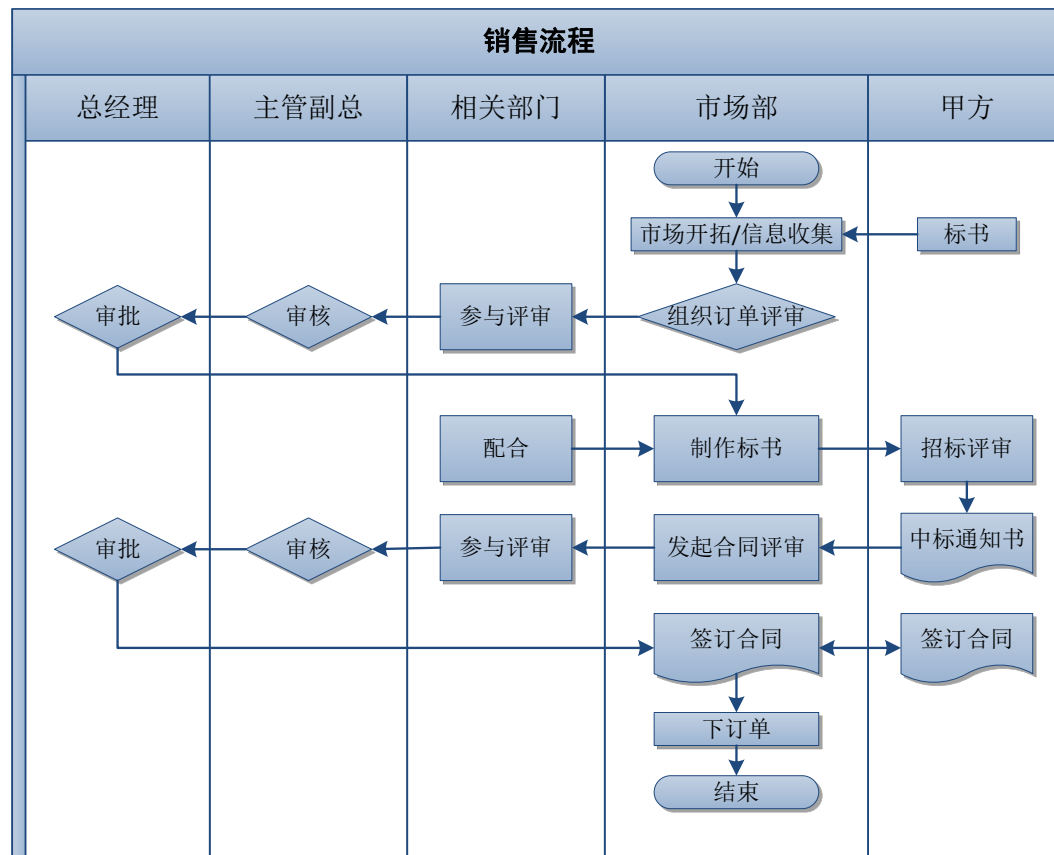 销售流程
总经理
主管副总
相关部门
市场部
甲方
开始
市场开拓/信息收集
标书
审批
审核
参与评审
组织订单评审
配合
制作标书
招标评审
审批
审核
参与评审
发起合同评审
中标通知书
签订合同
签订合同
下订单
结束